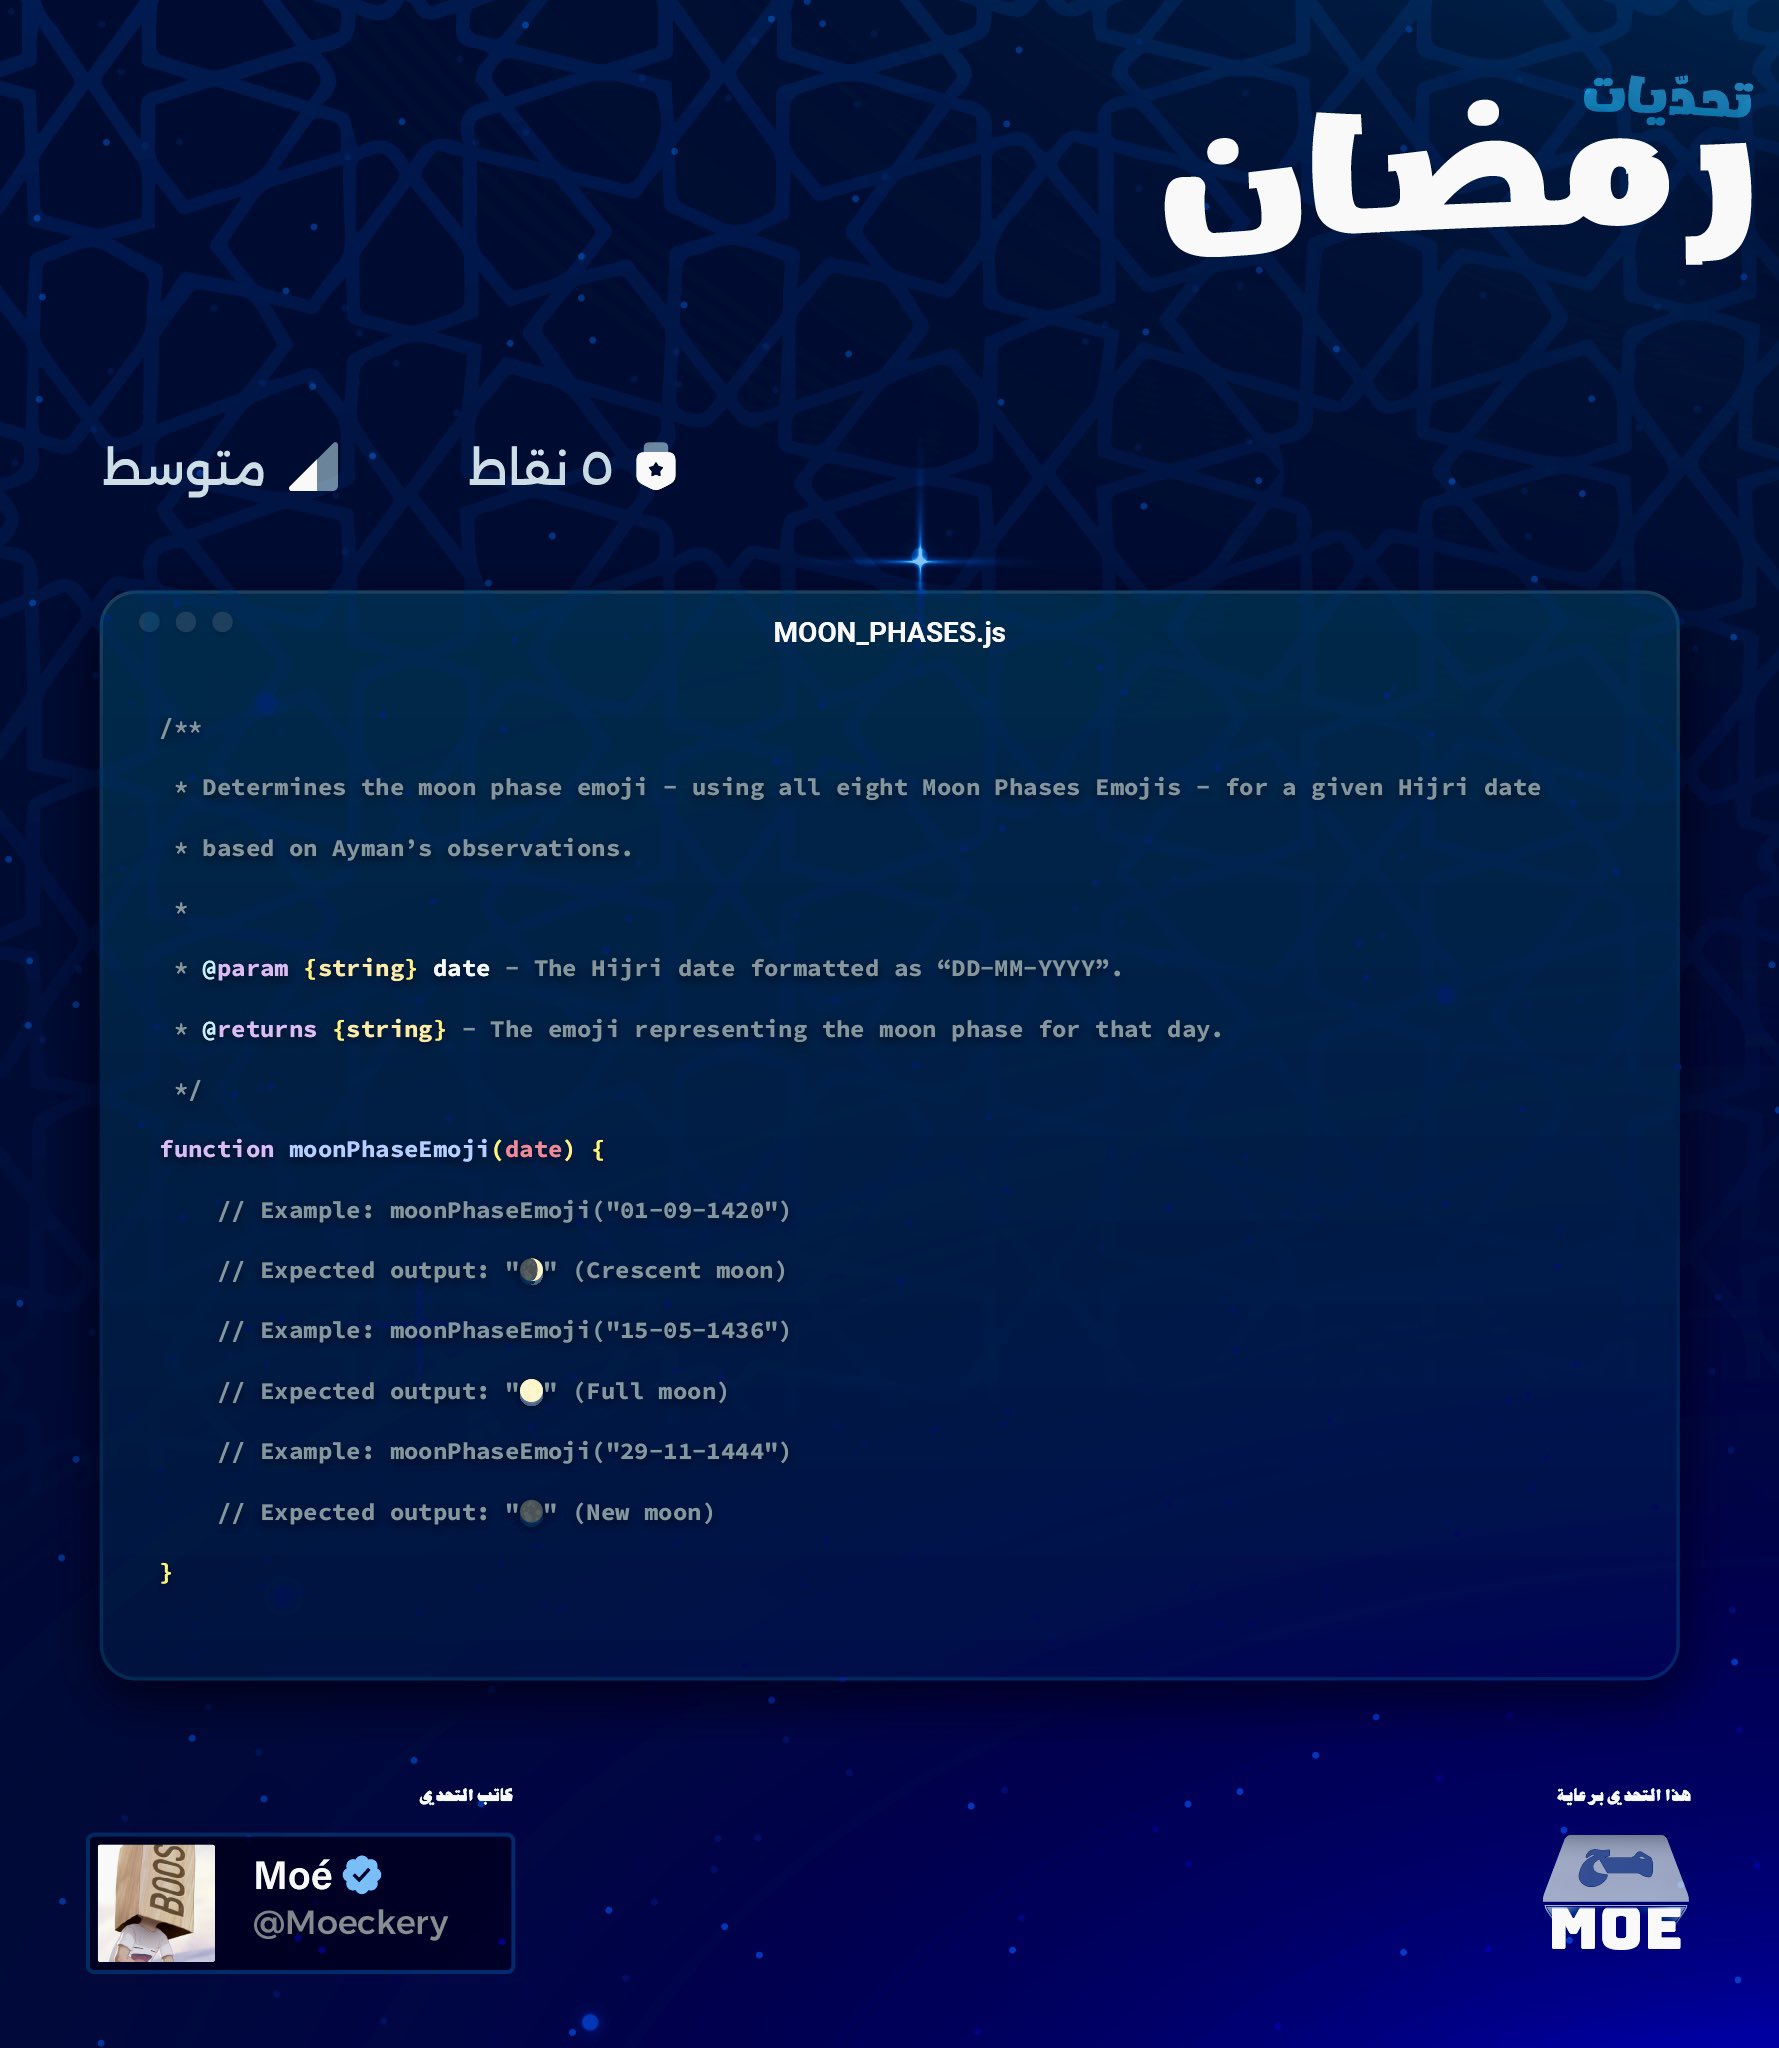 تحدّيات
رمضان
٥ نقاط
متوسط
MOON_PHASES.js
/**
* Determines the moon phase emoji - using all eight Moon Phases Emojis - for a given Hijri date
* based on Ayman’s observations.
*
* @param {string} date - The Hijri date formatted as “DD-MM-YYYY”.
* @returns {string} - The emoji representing the moon phase for that day.
*/
function moonPhaseEmoji(date) {
// Example: moonPhaseEmoji("01-09-1420")
// Expected output: "🌒" (Crescent moon)
// Example: moonPhaseEmoji("15-05-1436")
// Expected output: "🌕" (Full moon)
// Example: moonPhaseEmoji("29-11-1444")
// Expected output: "🌑" (New moon)
}
هذا التحدي برعاية
MOE
كاتب التحدي
BOOS
Moé
@Moeckery